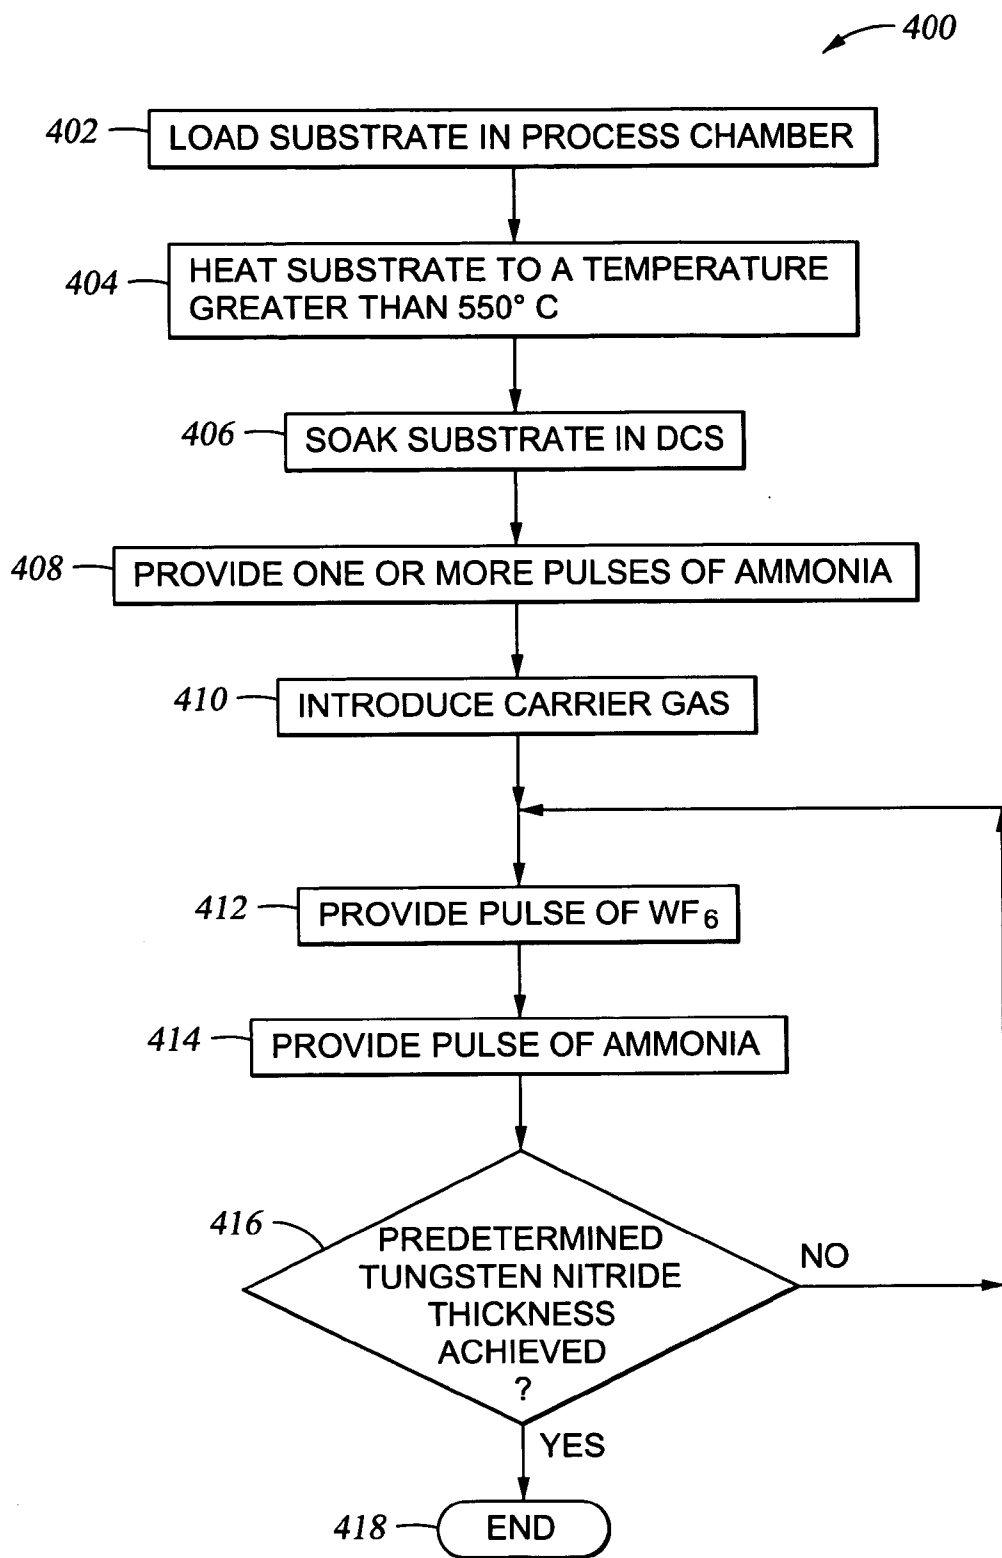 400
402
LOAD SUBSTRATE IN PROCESS CHAMBER
404
HEAT SUBSTRATE TO A TEMPERATURE
GREATER THAN 550° C
406
SOAK SUBSTRATE IN DCS
408
PROVIDE ONE OR MORE PULSES OF AMMONIA
410
INTRODUCE CARRIER GAS
412
PROVIDE PULSE OF WF6
414
PROVIDE PULSE OF AMMONIA
416
PREDETERMINED
TUNGSTEN NITRIDE
THICKNESS
ACHIEVED
?
NO
YES
418
END